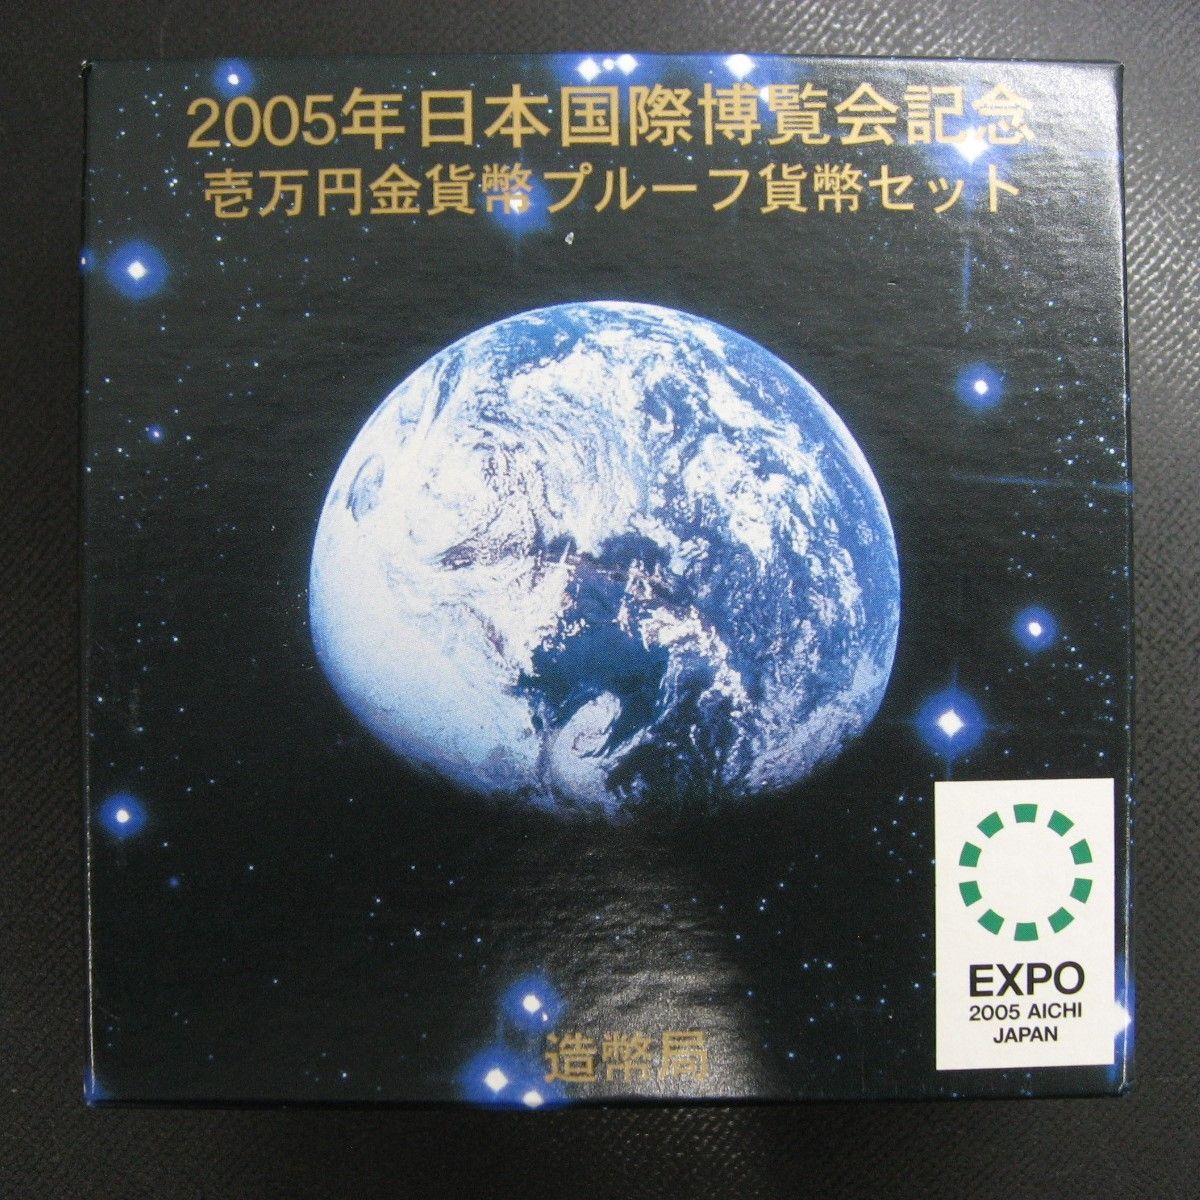 2005年日本国際博覧会記念
壱万円金貨幣プルーフ貨幣セット
EXPO
2005 AICHI
JAPAN
造幣局